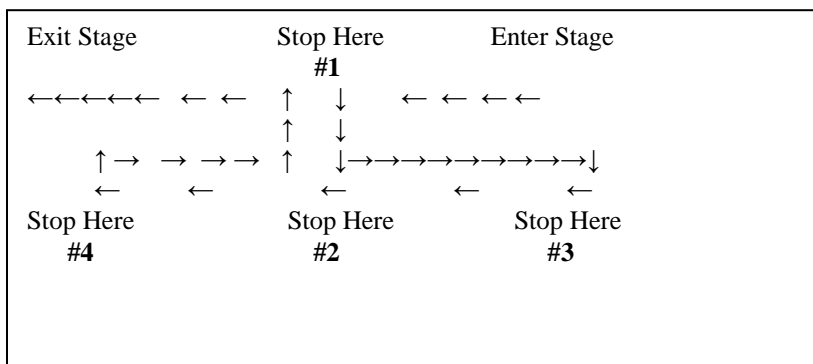 Exit Stage Stop Here Enter Stage
#1
←←←←← ← ← ↑ ↓ ← ← ← ←
↑ ↓
↑→ → → → ↑ ↓→→→→→→→→→↓
← ← ← ← ←
Stop Here Stop Here Stop Here
#4 #2 #3